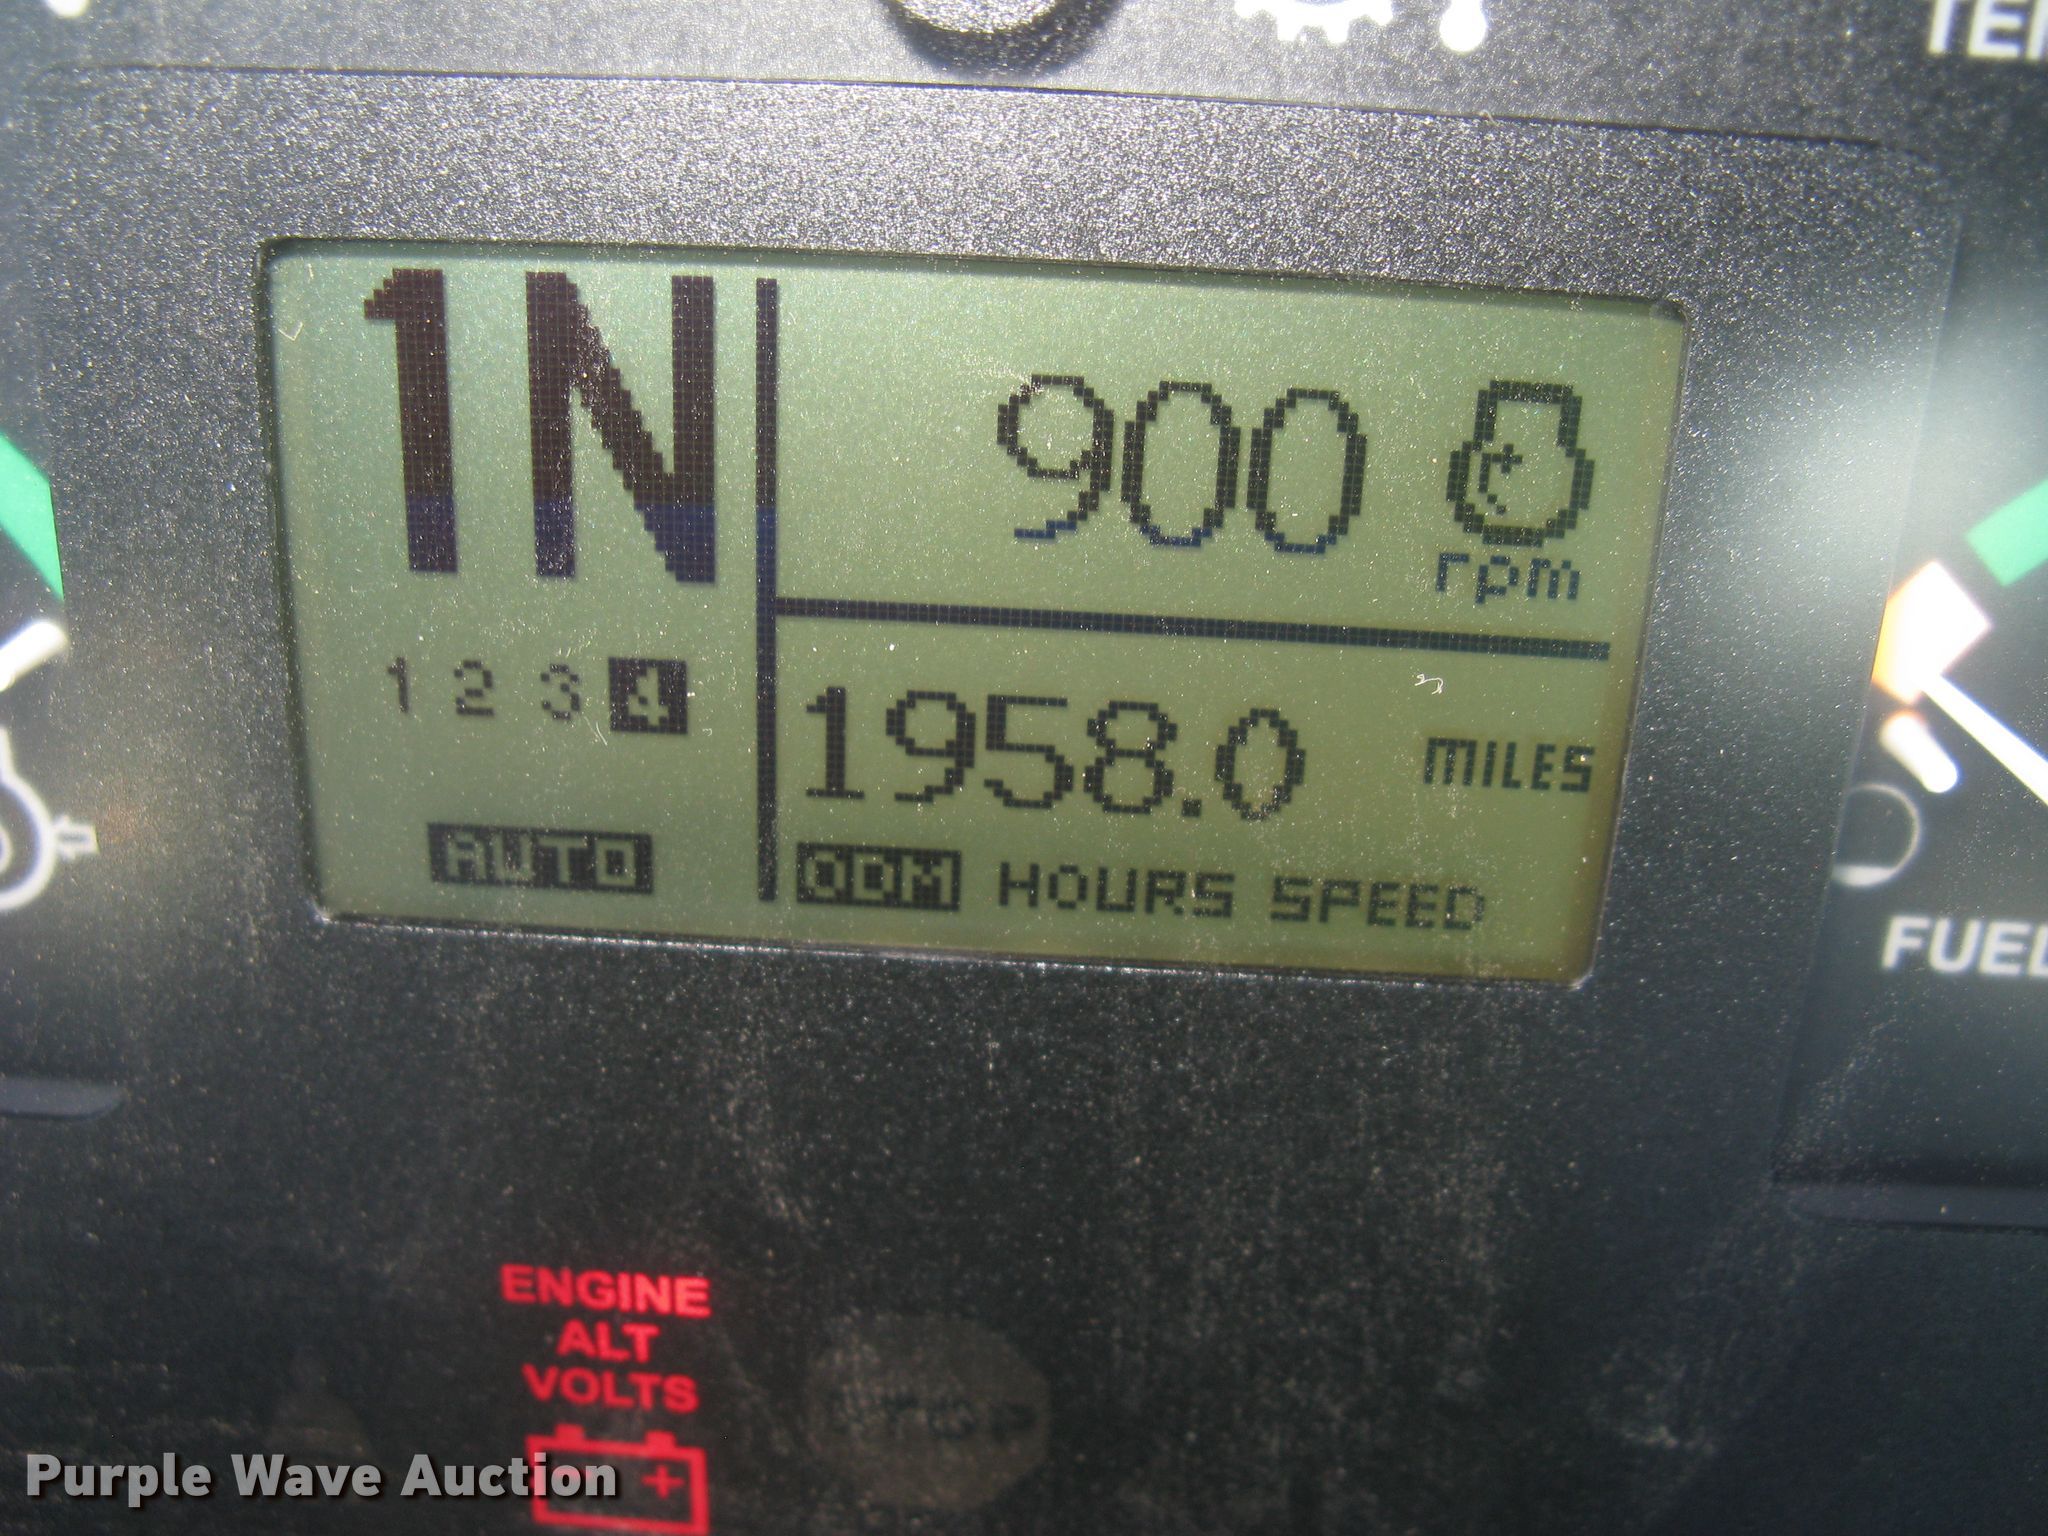 1N
900
rpm
1 2 3 4
1958.0 MILES
AUTO
ODM HOURS SPEED
FUEL
ENGINE
ALT
VOLTS
Purple Wave Auction